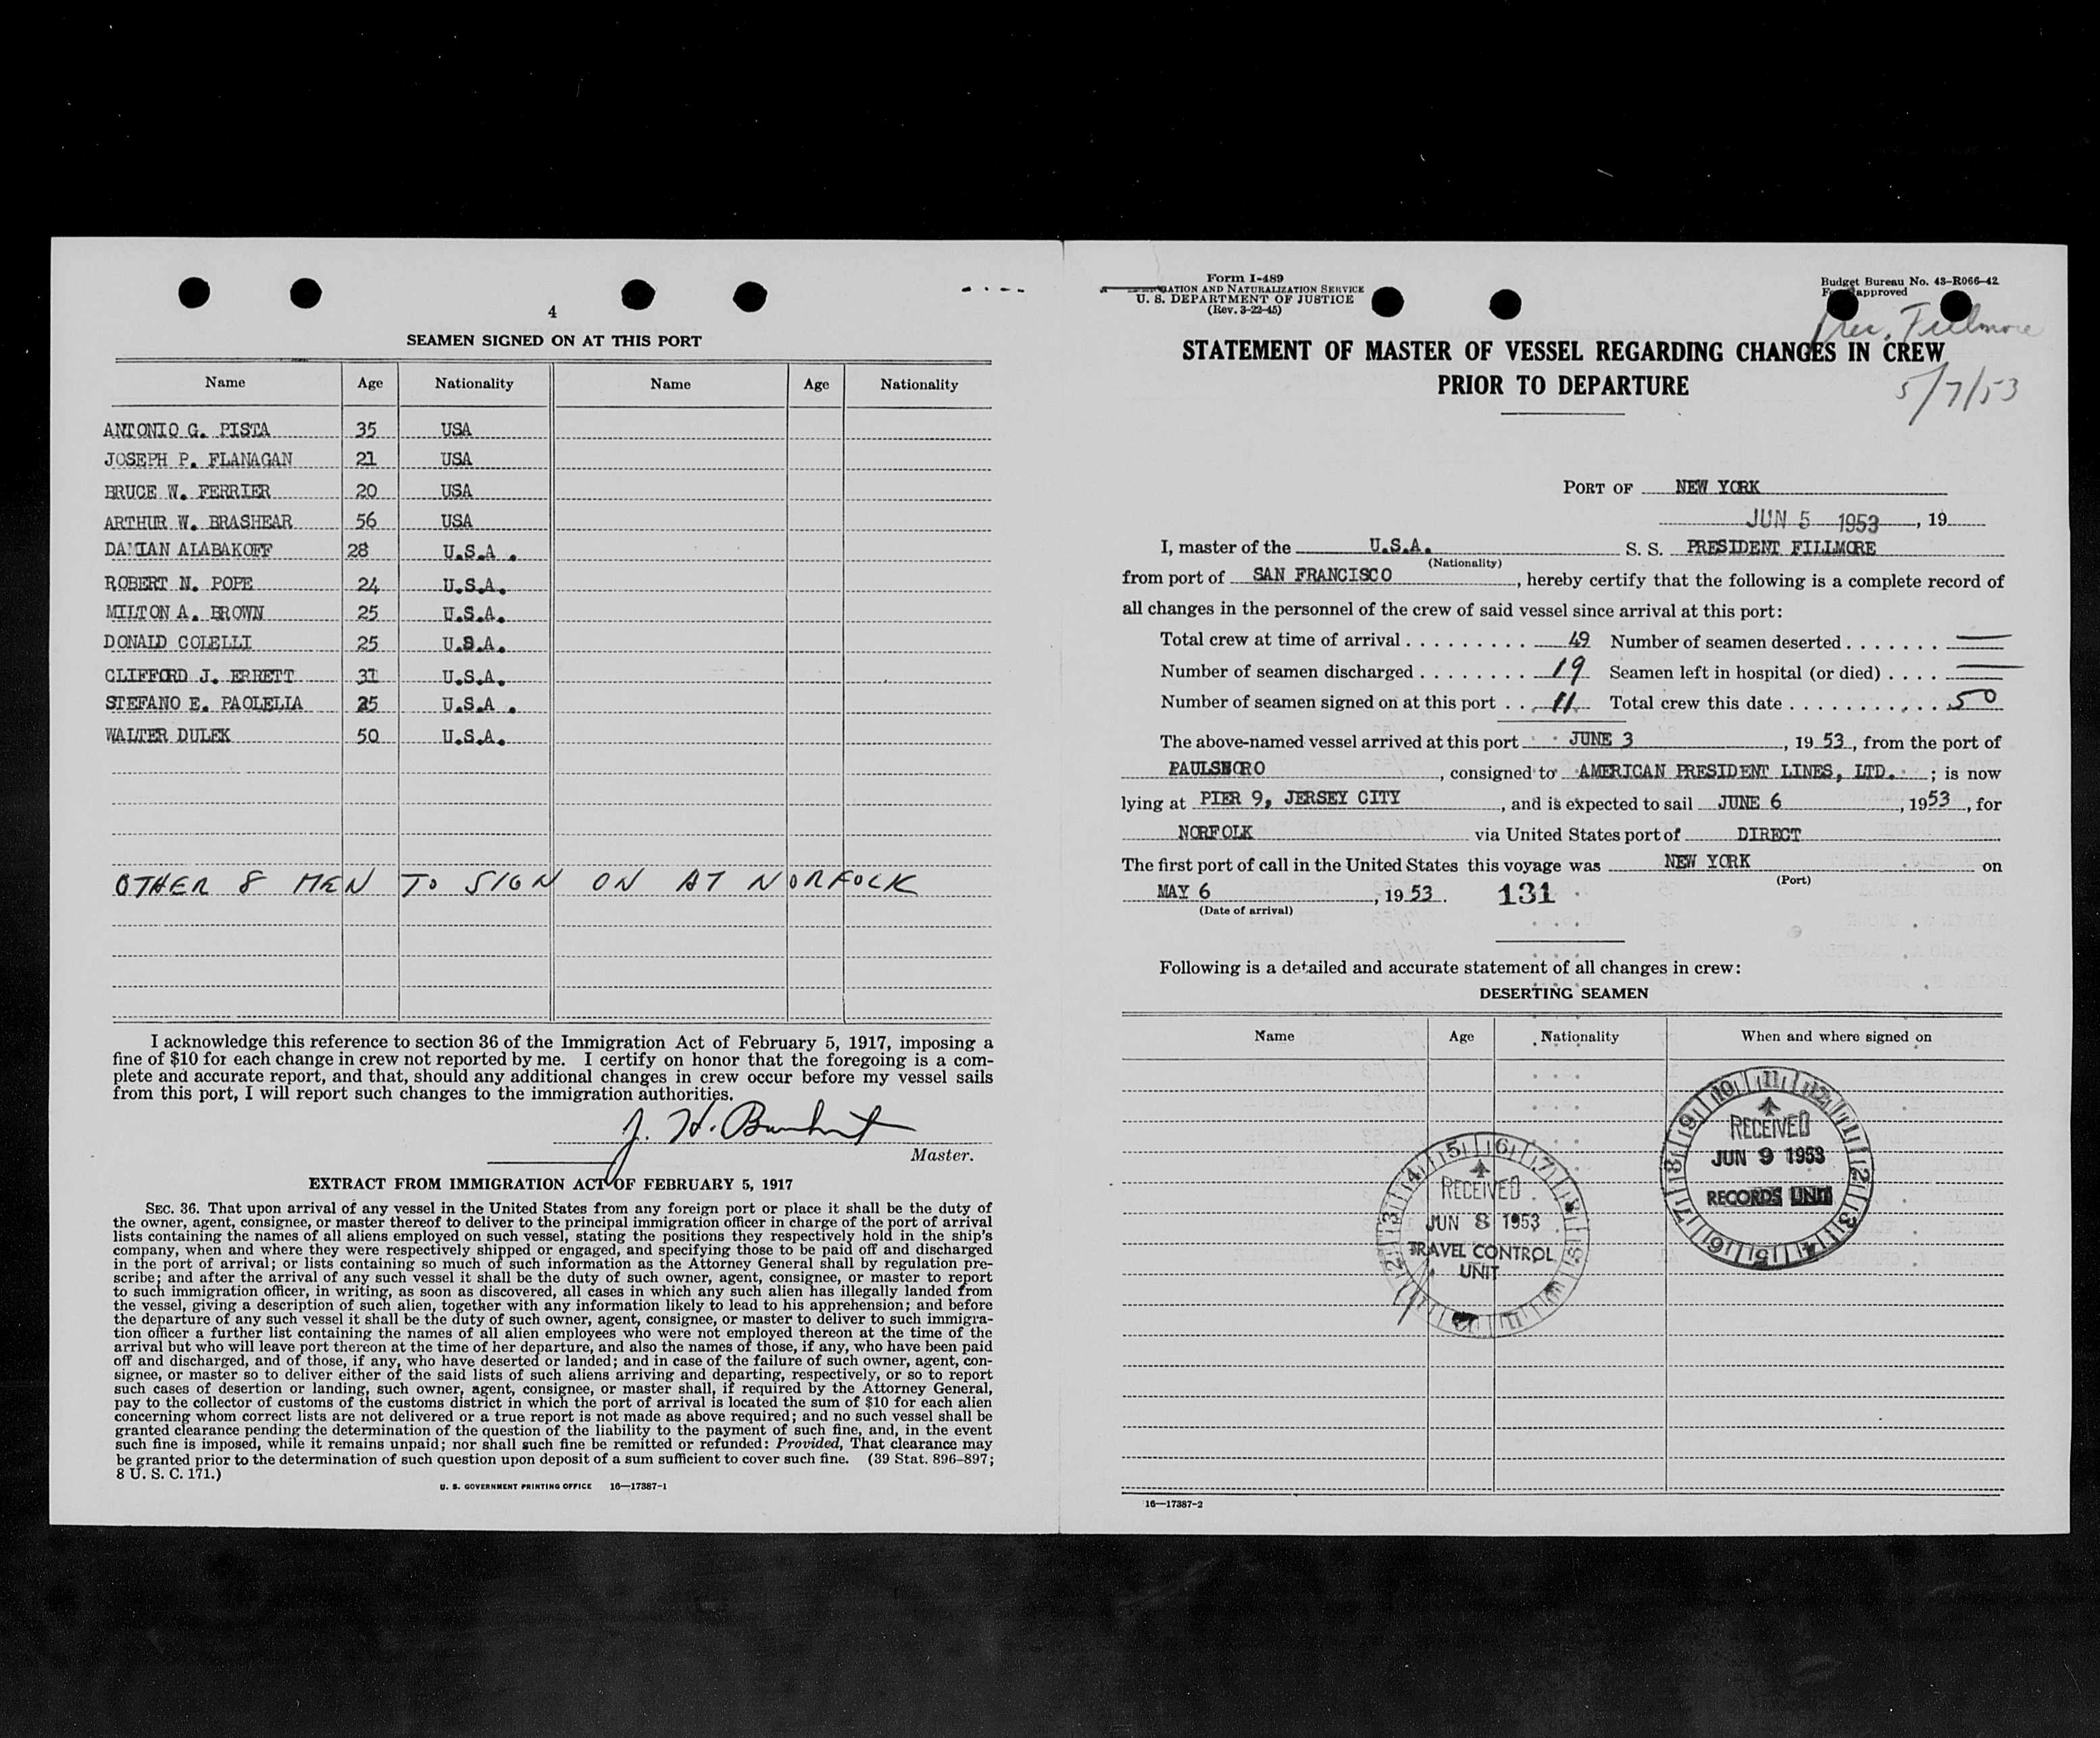 4
SEAMEN SIGNED ON AT THIS PORT
Name Age Nationality Name Age Nationality
ANTONIO G. PISTA 35 USA
JOSEPH P. FLANAGAN 21 USA
BRUCE W. FERRIER 20 USA
ARTHUR W. BRASHEAR 56 USA
DAMIAN ALABAKOFF 28 U.S.A.
ROBERT N. POPE 24 U.S.A.
MILTON A. BROWN 25 U.S.A.
DONALD COLELLI 25 U.S.A.
CLIFFORD J. ERRETT 31 U.S.A.
STEFANO E. PAOLELIA 25 U.S.A.
WALTER DULEK 50 U.S.A.
OTHER 8 MEN TO SIGN ON AT NORFOLK
I acknowledge this reference to section 36 of the Immigration Act of February 5, 1917, imposing a
fine of $10 for each change in crew not reported by me. I certify on honor that the foregoing is a com-
plete and accurate report, and that, should any additional changes in crew occur before my vessel sails
from this port, I will report such changes to the immigration authorities.
J. H.
Master.
EXTRACT FROM IMMIGRATION ACT OF FEBRUARY 5, 1917
SEC. 36. That upon arrival of any vessel in the United States from any foreign port or place it shall be the duty of
the owner, agent, consignee, or master thereof to deliver to the principal immigration officer in charge of the port of arrival
lists containing the names of all aliens employed on such vessel, stating the positions they respectively hold in the ship's
company, when and where they were respectively shipped or engaged, and specifying those to be paid off and discharged
in the port of arrival; or lists containing so much of such information as the Attorney General shall by regulation pre-
scribe; and after the arrival of any such vessel it shall be the duty of such owner, agent, consignee, or master to report
to such immigration officer, in writing, as soon as discovered, all cases in which any such alien has illegally landed from
the vessel, giving a description of such alien, together with any information likely to lead to his apprehension; and before
the departure of any such vessel it shall be the duty of such owner, agent, consignee, or master to deliver to such immigra-
tion officer a further list containing the names of all alien employees who were not employed thereon at the time of the
arrival but who will leave port thereon at the time of her departure, and also the names of those, if any, who have been paid
off and discharged, and of those, if any, who have deserted or landed; and in case of the failure of such owner, agent, con-
signee, or master so to deliver either of the said lists of such aliens arriving and departing, respectively, or so to report
such cases of desertion or landing, such owner, agent, consignee, or master shall, if required by the Attorney General,
pay to the collector of customs of the customs district in which the port of arrival is located the sum of $10 for each alien
concerning whom correct lists are not delivered or a true report is not made as above required; and no such vessel shall be
granted clearance pending the determination of the question of the liability to the payment of such fine, and, in the event
such fine is imposed, while it remains unpaid; nor shall such fine be remitted or refunded: Provided, That clearance may
be granted prior to the determination of such question upon deposit of a sum sufficient to cover such fine. (39 Stat. 896-897;
8 U. S. C. 171.)
U. S. GOVERNMENT PRINTING OFFICE 16—17387-1
Form I-489
AND NATURALIZATION SERVICE
U. S. DEPARTMENT OF JUSTICE
(Rev. 3-22-45)
Budget Bureau No. 43-R066-42
approved
Fillmore
STATEMENT OF MASTER OF VESSEL REGARDING CHANGES IN CREW
PRIOR TO DEPARTURE
5/7/53
PORT OF NEW YORK
JUN 5 1953, 19
I, master of the U.S.A. S. S. PRESIDENT FILLMORE
(Nationality)
from port of SAN FRANCISCO, hereby certify that the following is a complete record of
all changes in the personnel of the crew of said vessel since arrival at this port:
Total crew at time of arrival 49 Number of seamen deserted —
Number of seamen discharged 19 Seamen left in hospital (or died) —
Number of seamen signed on at this port 11 Total crew this date 50
The above-named vessel arrived at this port JUNE 3, 1953, from the port of
PAULSBORO, consigned to AMERICAN PRESIDENT LINES, LTD.; is now
lying at PIER 9, JERSEY CITY, and is expected to sail JUNE 6, 1953, for
NORFOLK via United States port of DIRECT
The first port of call in the United States this voyage was NEW YORK on
(Port)
MAY 6, 1953. 131
(Date of arrival)
Following is a detailed and accurate statement of all changes in crew:
DESERTING SEAMEN
Name Age Nationality When and where signed on
RECEIVED
JUN 9 1953
RECORDS UNIT
RECEIVED
JUN 8 1953
TRAVEL CONTROL
UNIT
16—17387-2